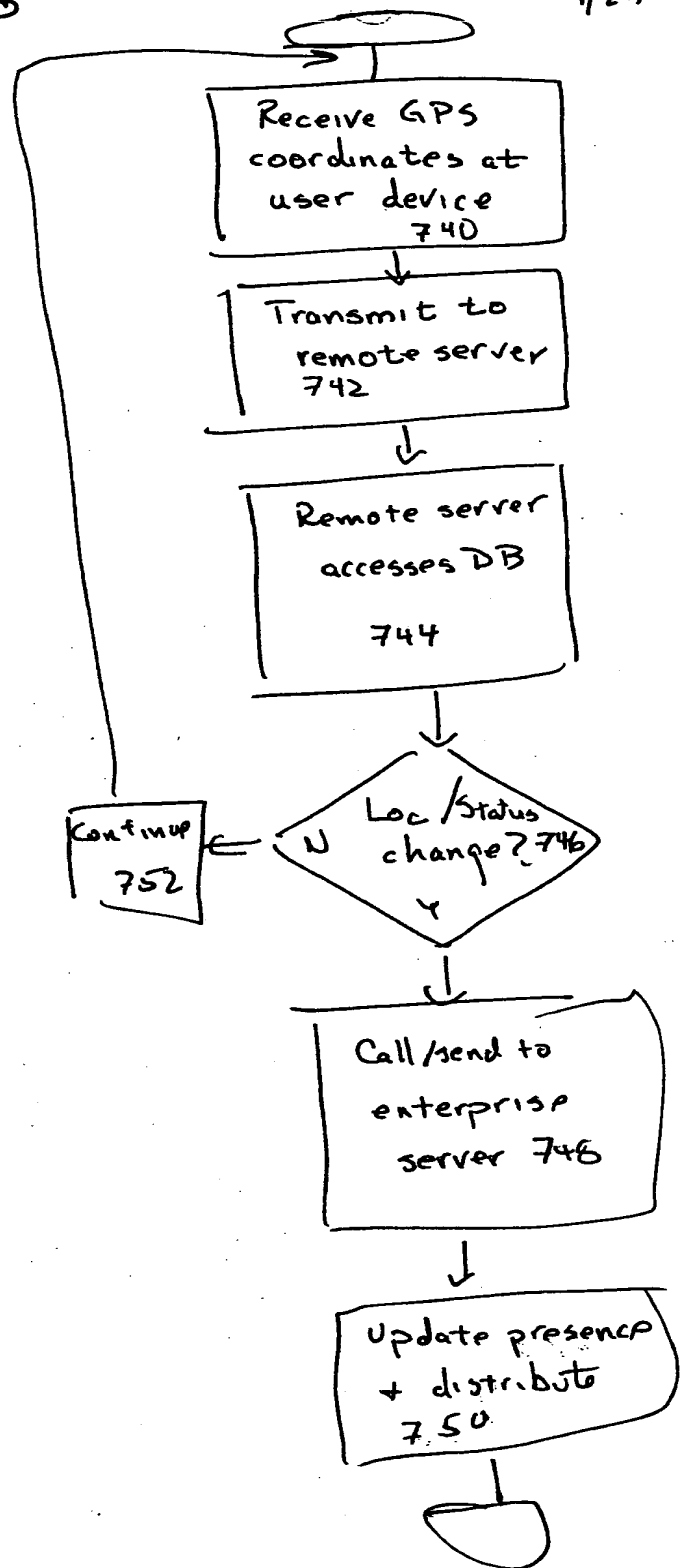 Receive GPS
coordinates at
user device
740
Transmit to
remote server
742
Remote server
accesses DB
744
Loc/Status
change? 746
N
Y
Continue
752
Call/send to
enterprise
server 748
Update presence
+ distribute
750